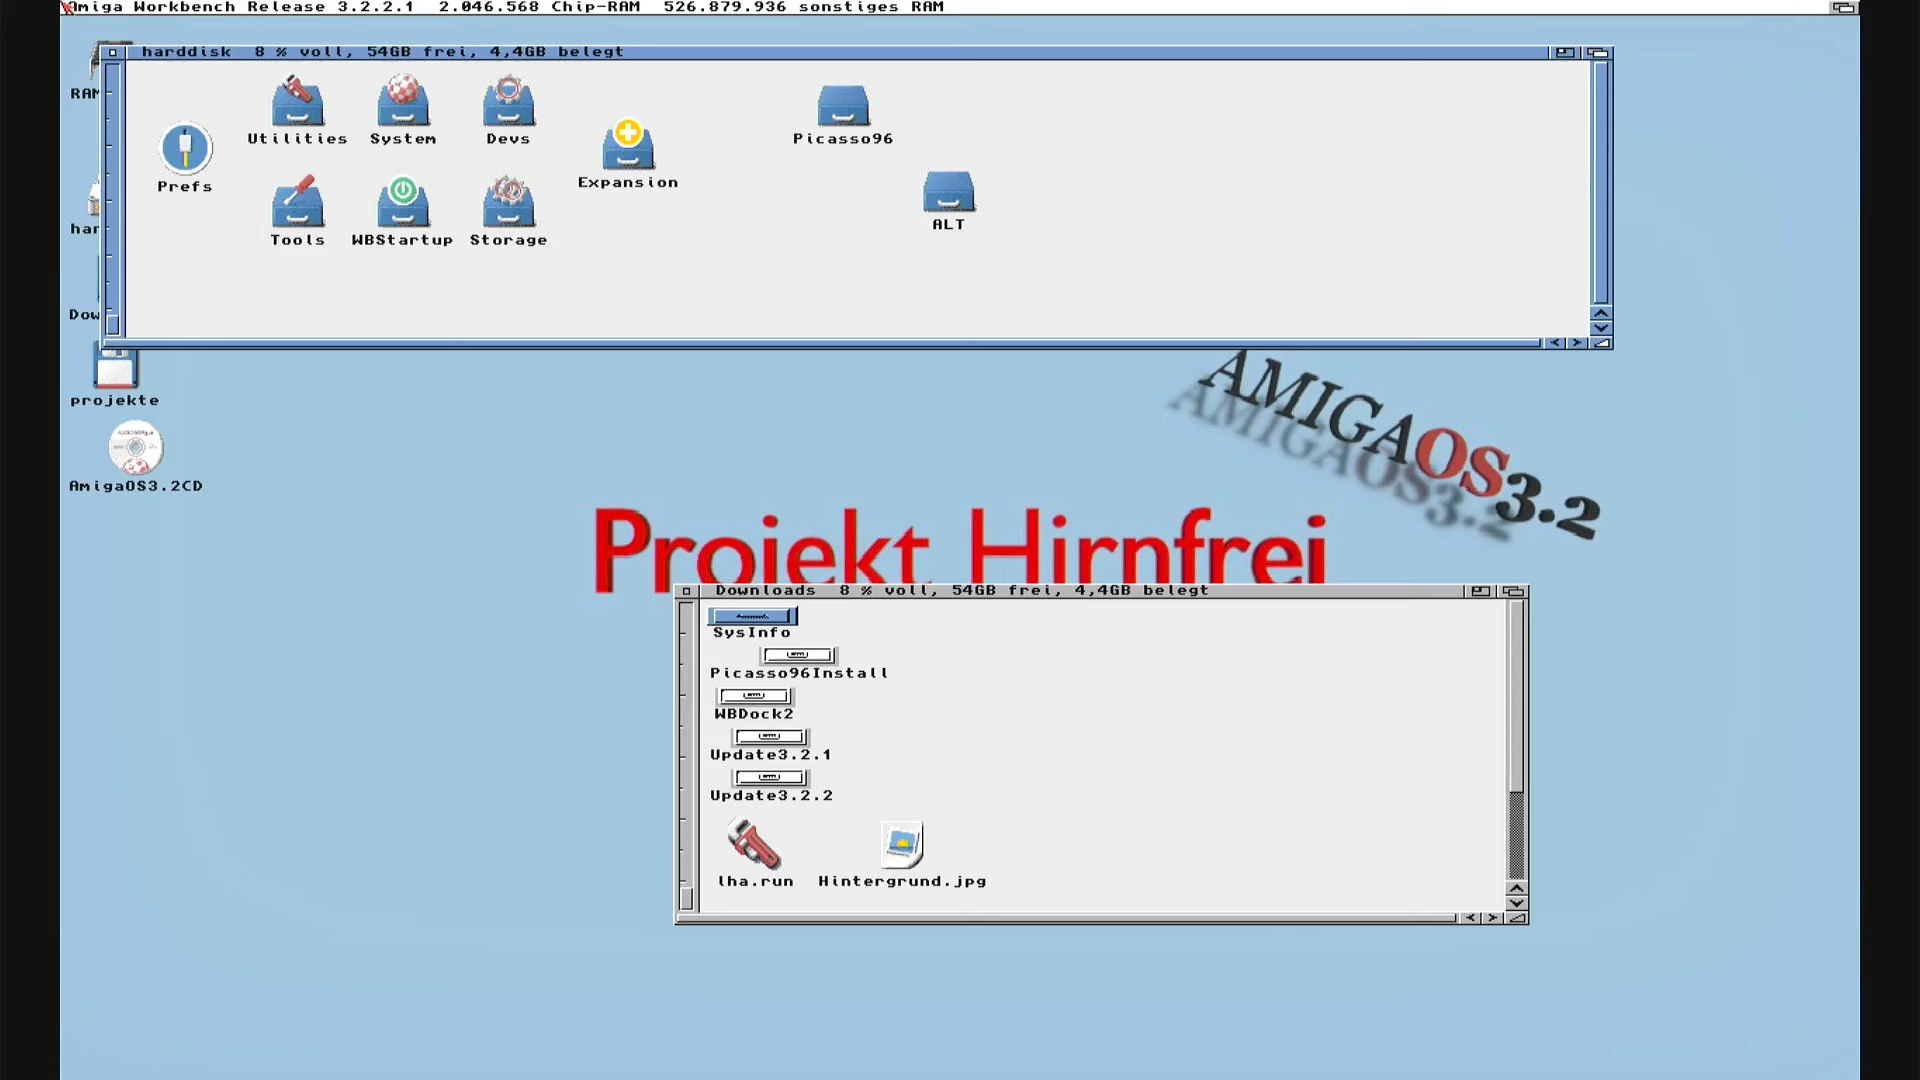 Amiga Workbench Release 3.2.2.1  2.046.568 Chip-RAM  526.879.936 sonstiges RAM
harddisk  8 % voll, 54GB frei, 4,4GB belegt
RAM
Utilities
System
Devs
Picasso96
Prefs
Expansion
har
ALT
Tools
WBStartup
Storage
Dow
projekte
AmigaOS3.2CD
AMIGAOS3.2
Projekt Hirnfrei
Downloads  8 % voll, 54GB frei, 4,4GB belegt
SysInfo
Picasso96Install
WBDock2
Update3.2.1
Update3.2.2
lha.run
Hintergrund.jpg